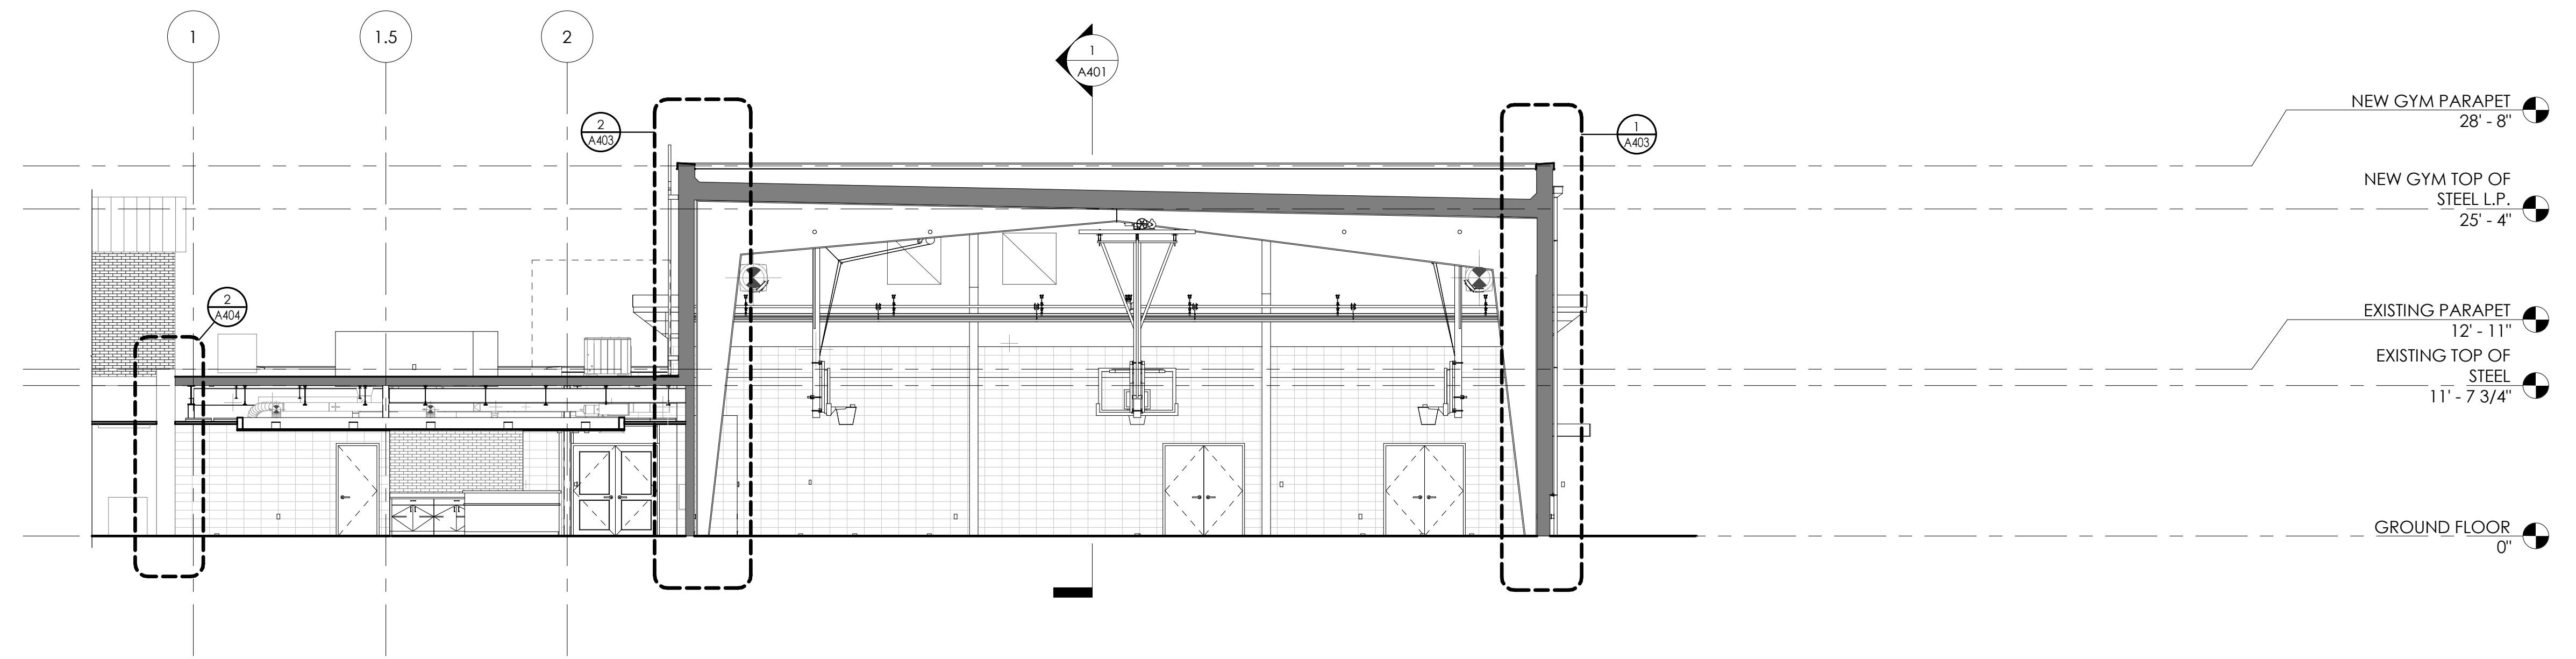 1
1.5
2
1
A401
2
A403
1
A403
2
A404
NEW GYM PARAPET
28' - 8"
NEW GYM TOP OF
STEEL L.P.
25' - 4"
EXISTING PARAPET
12' - 11"
EXISTING TOP OF
STEEL
11' - 7 3/4"
GROUND FLOOR
0"